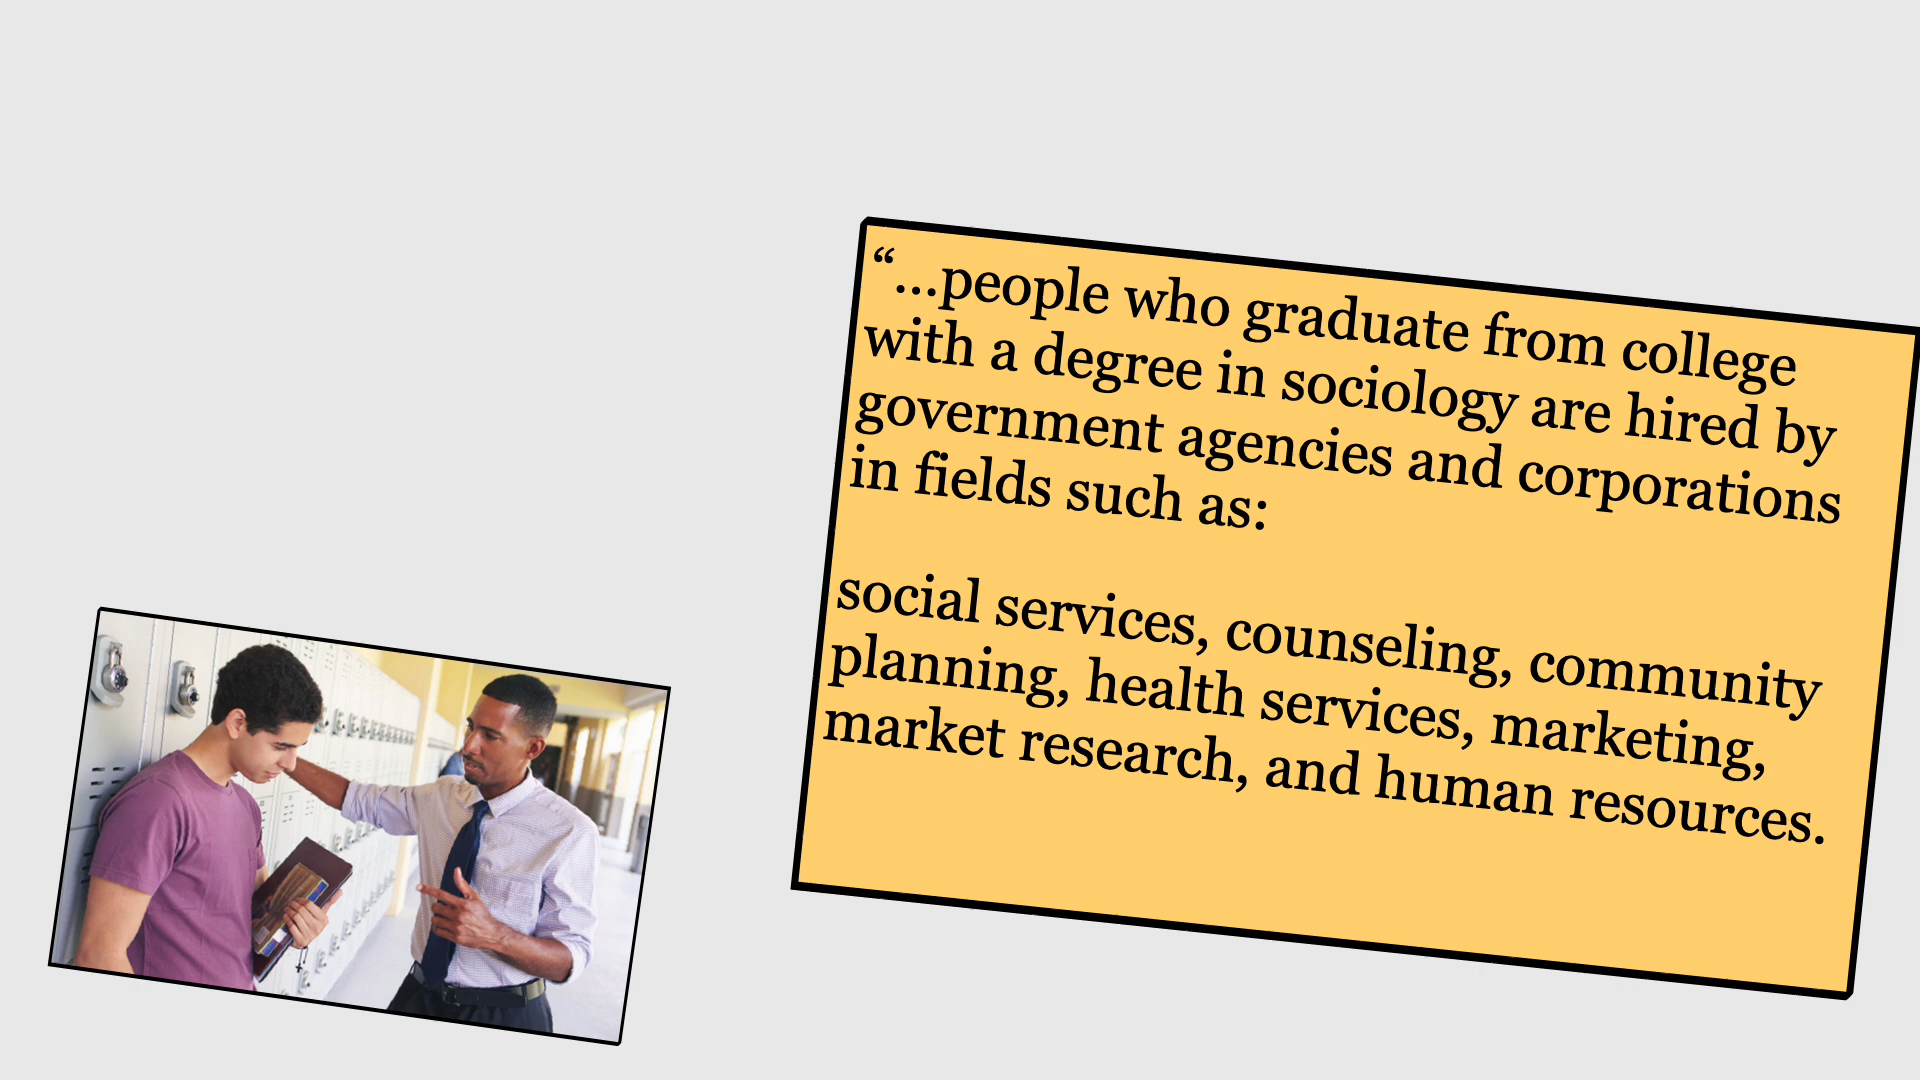 “...people who graduate from college
with a degree in sociology are hired by
government agencies and corporations
in fields such as:
social services, counseling, community
planning, health services, marketing,
market research, and human resources.